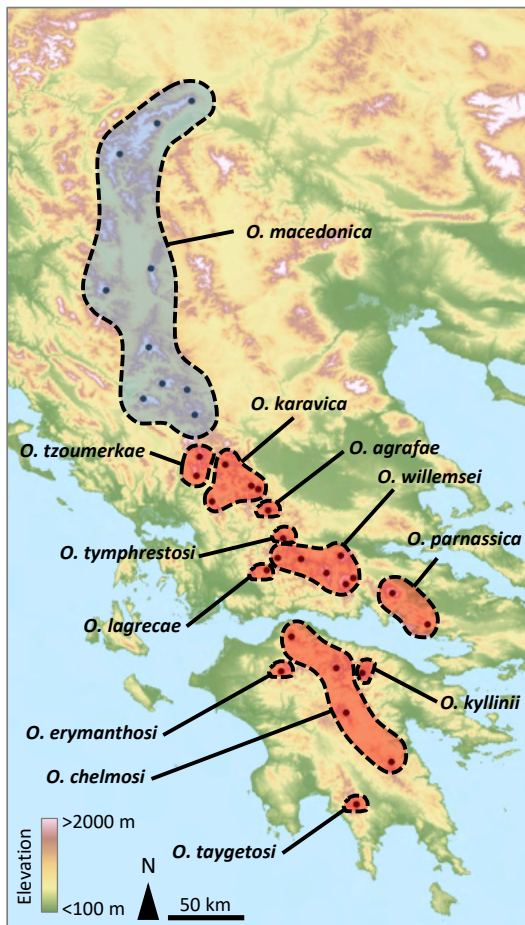 O. macedonica
O. karavica
O. tzoumerkae
O. agrafae
O. willemsei
O. tymphrestosi
O. parnassica
O. lagrecae
O. kyllinii
O. erymanthosi
O. chelmosi
O. taygetosi
Elevation
>2000 m
<100 m
N
50 km